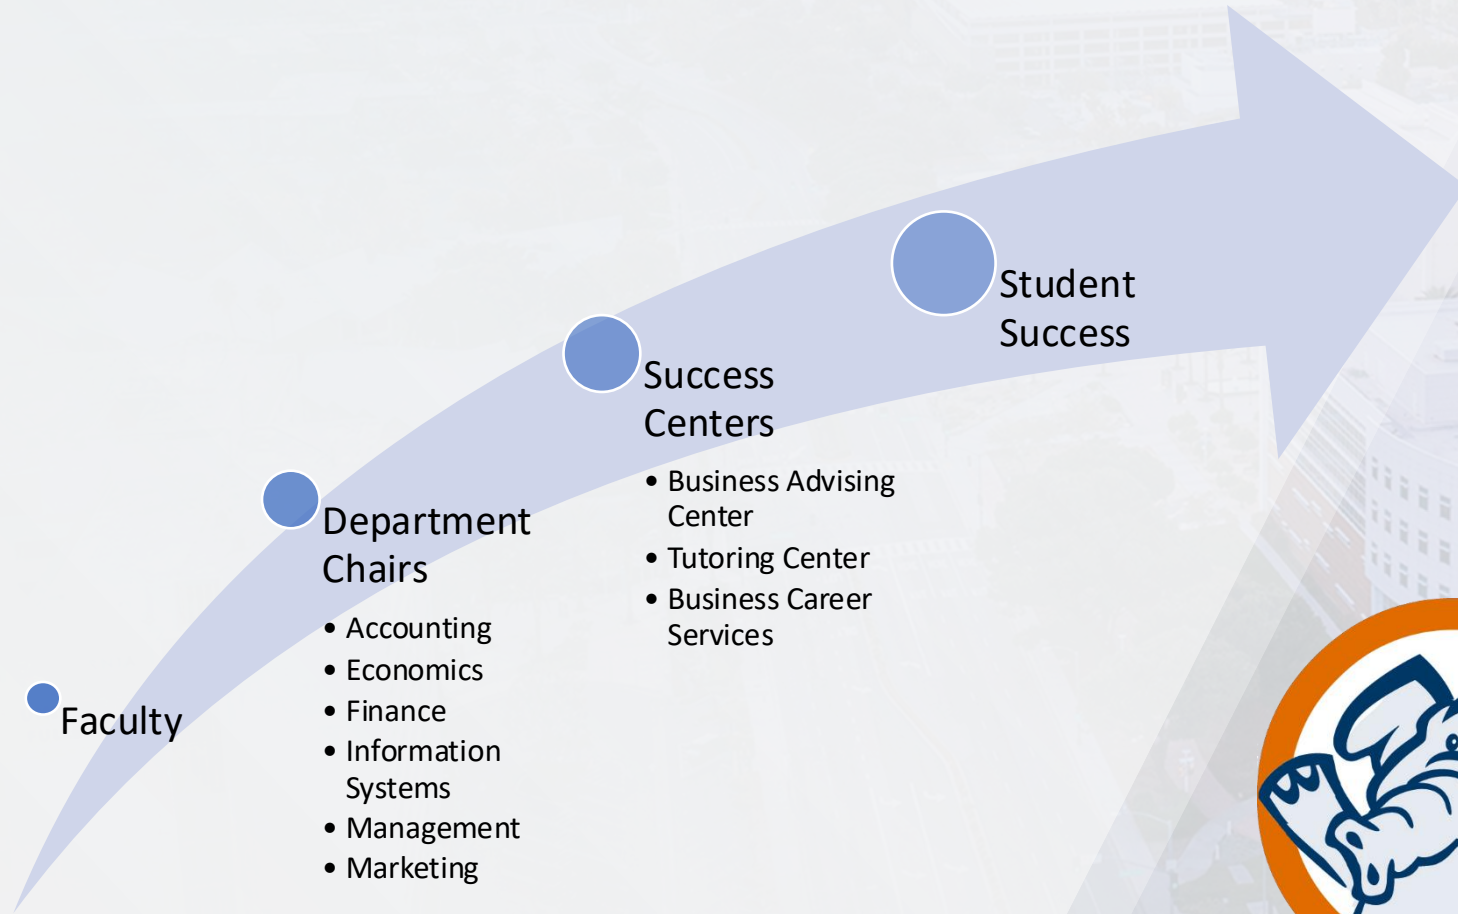 Faculty
Department
Chairs
• Accounting
• Economics
• Finance
• Information
Systems
• Management
• Marketing
Success
Centers
• Business Advising
Center
• Tutoring Center
• Business Career
Services
Student
Success